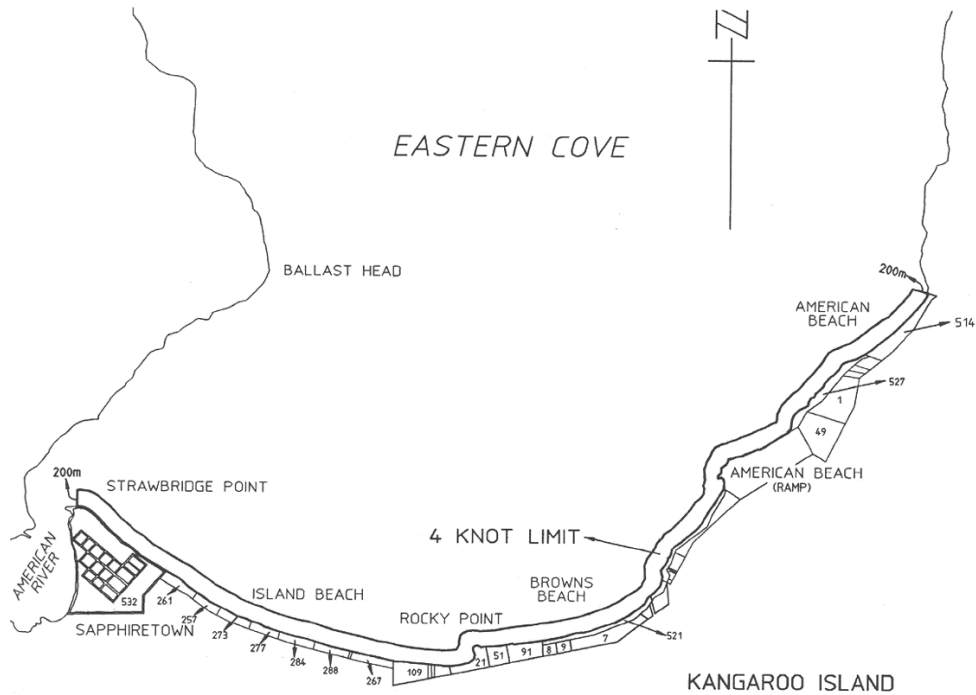 N
EASTERN COVE
BALLAST HEAD
200m
AMERICAN
BEACH
514
527
1
49
200m
STRAWBRIDGE POINT
AMERICAN BEACH
(RAMP)
4 KNOT LIMIT
AMERICAN
RIVER
BROWNS
BEACH
ISLAND BEACH
ROCKY POINT
532
261
SAPPHIRETOWN
257
273
277
284
288
267
109
21
51
91
8
9
7
521
KANGAROO ISLAND